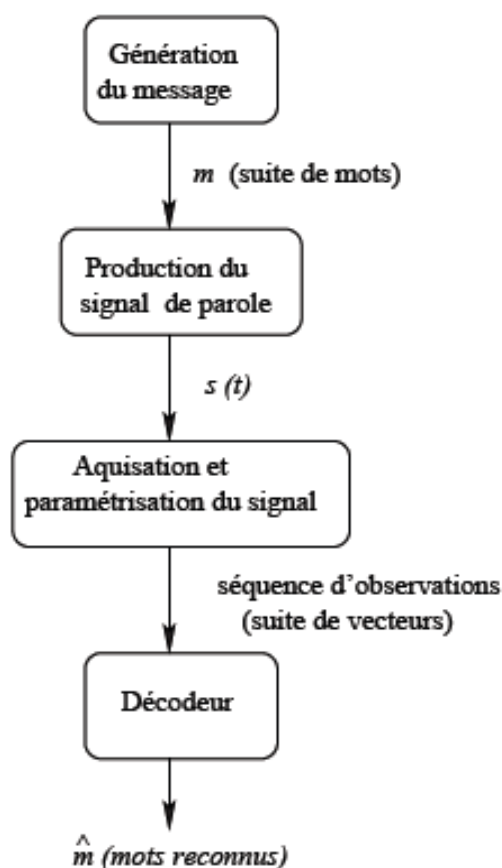 Génération
du message
m (suite de mots)
Production du
signal de parole
s (t)
Aquisation et
paramétrisation du signal
séquence d’observations
(suite de vecteurs)
Décodeur
m̂ (mots reconnus)